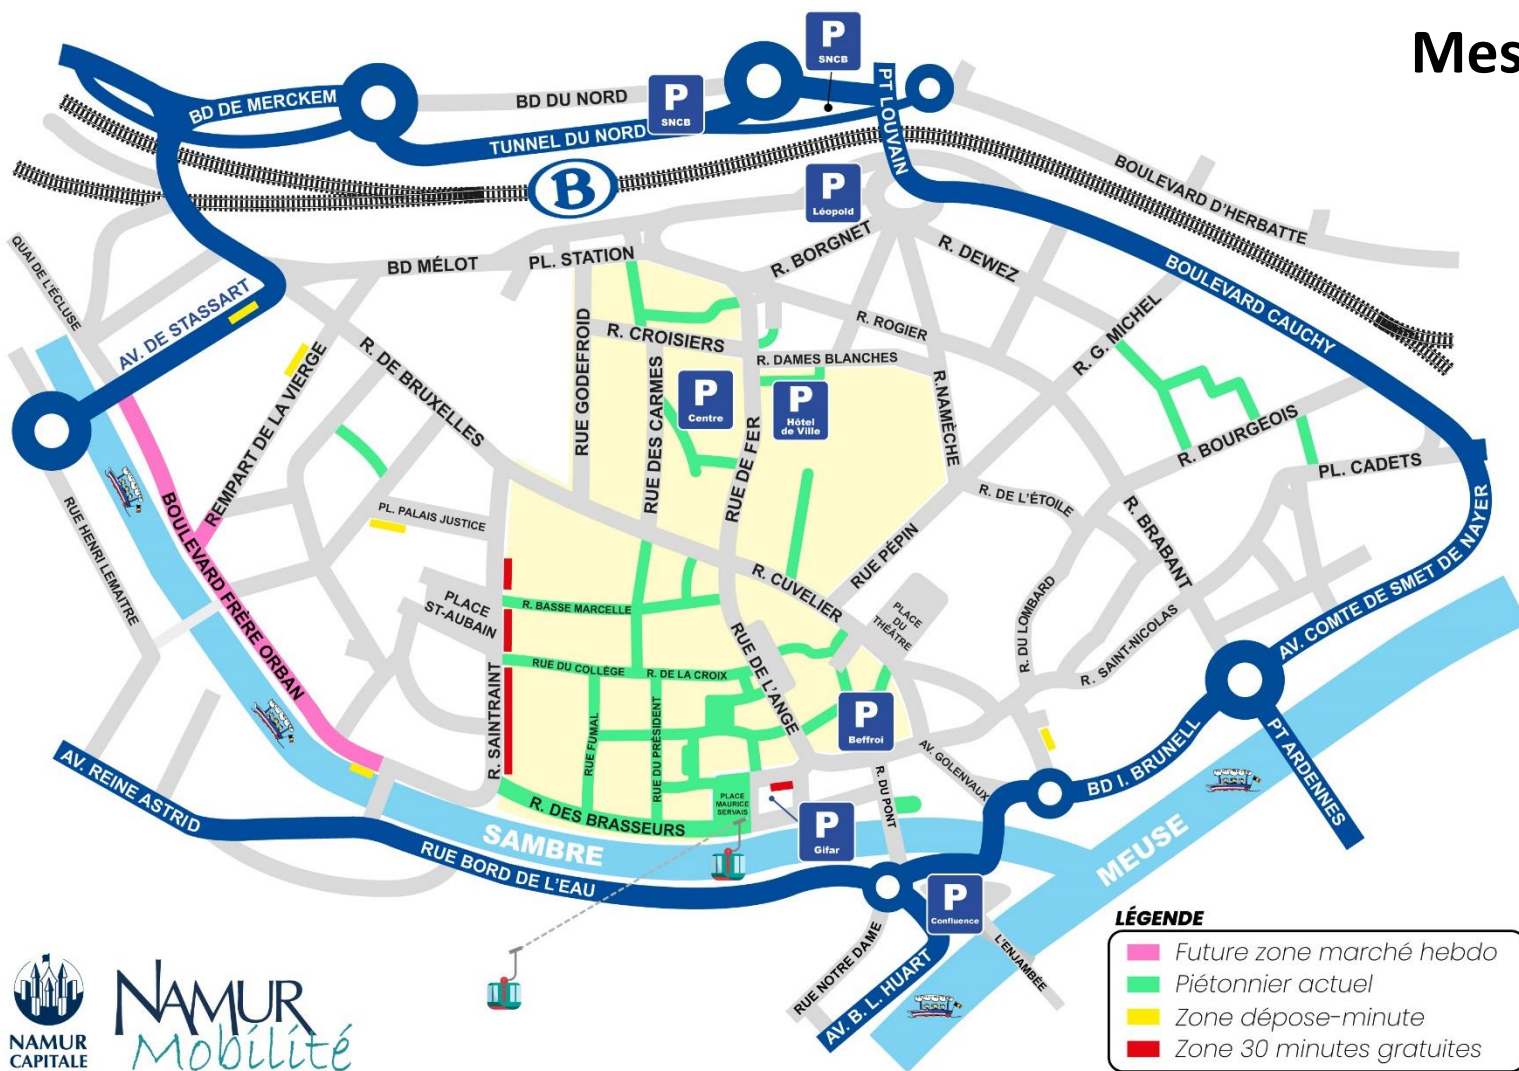 Mes
P
SNCB
PT LOUVAIN
BD DE MERCKEM
BD DU NORD
P
SNCB
TUNNEL DU NORD
B
BOULEVARD D'HERBATTE
P
Léopold
QUAI DE L'ÉCLUSE
BD MÉLOT
PL. STATION
R. BORGNET
R. DEWEZ
BOULEVARD CAUCHY
AV. DE STASSART
R. DE BRUXELLES
REMPART DE LA VIERGE
RUE GODEFROID
R. CROISIERS
RUE DES CARMES
R. ROGIER
R. DAMES BLANCHES
R. G. MICHEL
R.NAMÈCHE
P
Centre
P
Hôtel
de Ville
RUE DE FER
R. BOURGEOIS
PL. CADETS
RUE HENRI LEMAITRE
BOULEVARD FRÈRE ORBAN
PL. PALAIS JUSTICE
R. DE L'ÉTOILE
R. BRABANT
RUE PÉPIN
R. CUVELIER
AV. COMTE DE SMET DE NAYER
PLACE
ST-AUBAIN
R. BASSE MARCELLE
PLACE
DU
THÉÂTRE
R. DU LOMBARD
R. SAINT-NICOLAS
RUE DU COLLÈGE
R. DE LA CROIX
RUE DE L'ANGE
R. SAINTRAINT
RUE FUMAL
RUE DU PRÉSIDENT
P
Beffroi
AV. GOLENVAUX
R. DU PONT
BD I. BRUNELL
PT ARDENNES
AV. REINE ASTRID
R. DES BRASSEURS
PLACE
MAURICE
SERVAIS
P
Gifar
SAMBRE
RUE BORD DE L'EAU
MEUSE
P
Confluence
RUE NOTRE DAME
AV. B. L. HUART
L'ENJAMBÉE
LÉGENDE
Future zone marché hebdo
Piétonnier actuel
Zone dépose-minute
Zone 30 minutes gratuites
NAMUR
CAPITALE
NAMUR
Mobilité